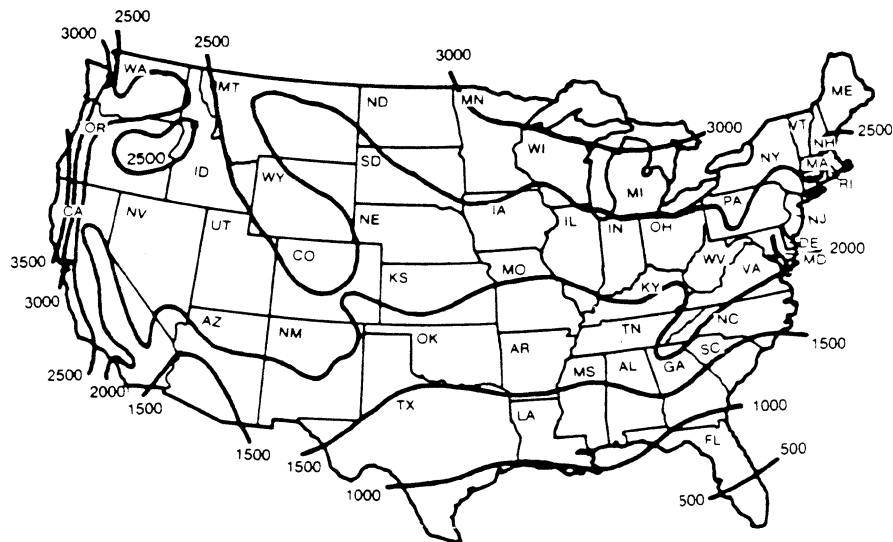 2500
3000
2500
3000
WA
MT
ND
MN
ME
OR
VT
NH
2500
3000
WI
NY
MA
2500
SD
MI
RI
ID
WY
PA
CA
NV
NE
IA
NJ
UT
IL
IN
OH
DE
2000
CO
WV
MD
3500
KS
MO
VA
3000
KY
AZ
NM
OK
TN
NC
1500
AR
SC
2500
MS
AL
GA
2000
1500
TX
LA
1000
1500
1500
FL
500
1000
500